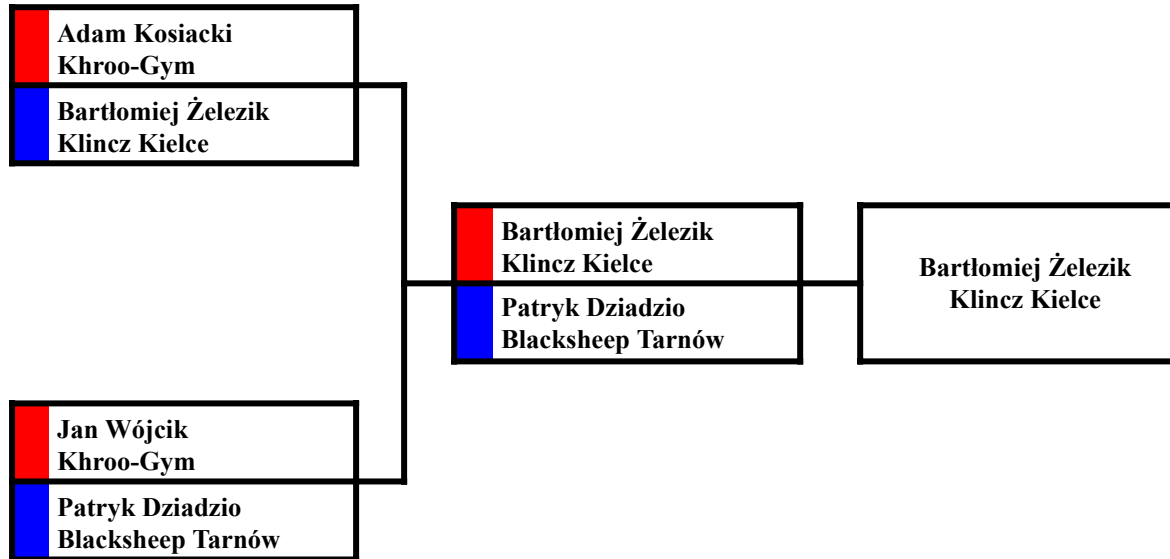 Adam Kosiacki
Khroo-Gym
Bartłomiej Żelezik
Klincz Kielce
Bartłomiej Żelezik
Klincz Kielce
Patryk Dziadzio
Blacksheep Tarnów
Bartłomiej Żelezik
Klincz Kielce
Jan Wójcik
Khroo-Gym
Patryk Dziadzio
Blacksheep Tarnów